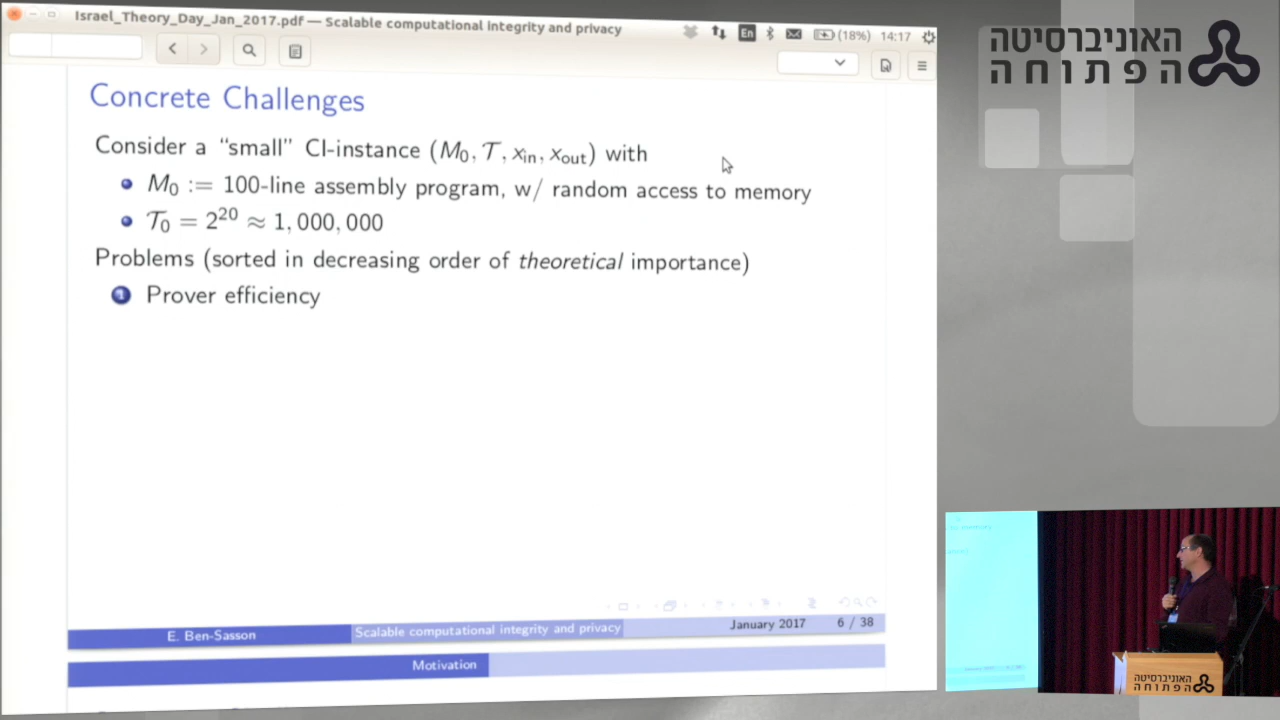 Israel_Theory_Day_Jan_2017.pdf — Scalable computational integrity and privacy
En (18%) 14:17
Concrete Challenges
Consider a “small” CI-instance (M₀, 𝒯, x_in, x_out) with
M₀ := 100-line assembly program, w/ random access to memory
𝒯₀ = 2²⁰ ≈ 1,000,000
Problems (sorted in decreasing order of theoretical importance)
1 Prover efficiency
E. Ben-Sasson Scalable computational integrity and privacy January 2017 6 / 38
Motivation
האוניברסיטה
הפתוחה
האוניברסיטה
הפתוחה